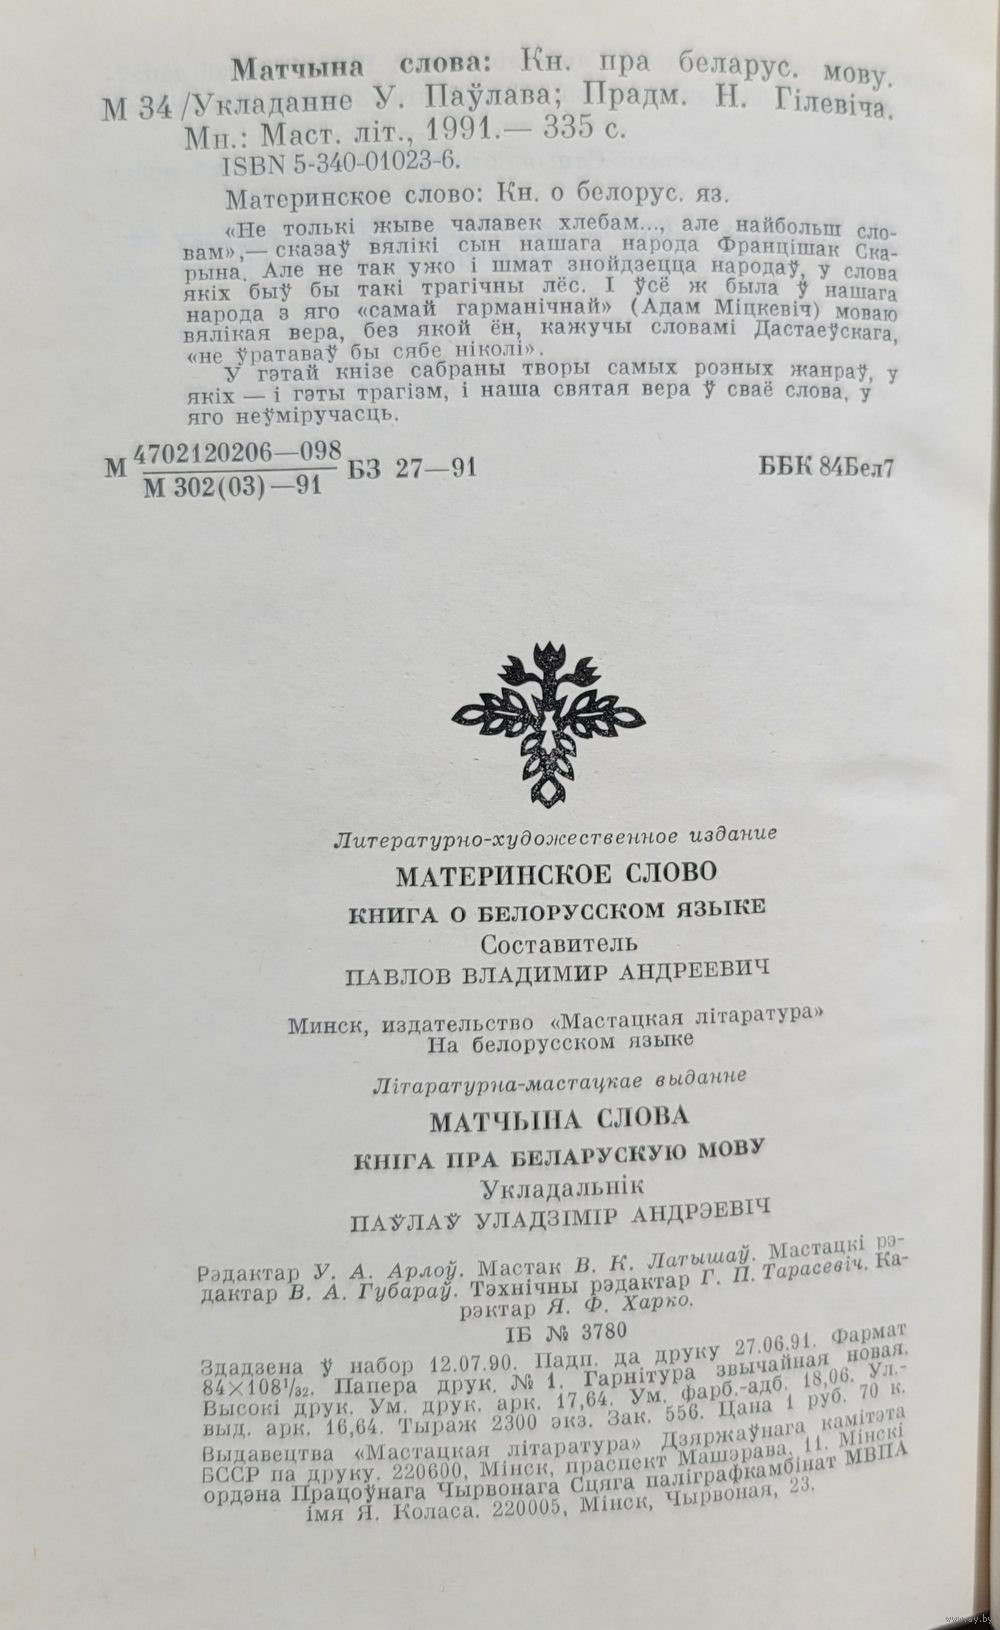 Матчына слова: Кн. пра беларус. мову.
М 34 /Укладанне У. Паўлава; Прадм. Н. Гілевіча.
Мн.: Маст. літ., 1991.— 335 с.
ISBN 5-340-01023-6.
Материнское слово: Кн. о белорус. яз.
«Не толькі жыве чалавек хлебам..., але найбольш сло-
вам»,— сказаў вялікі сын нашага народа Францішак Ска-
рына. Але не так ужо і шмат знойдзецца народаў, у слова
якіх быў бы такі трагічны лёс. І ўсё ж была ў нашага
народа з яго «самай гарманічнай» (Адам Міцкевіч) моваю
вялікая вера, без якой ён, кажучы словамі Дастаеўскага,
«не ўратаваў бы сябе ніколі».
У гэтай кнізе сабраны творы самых розных жанраў, у
якіх — і гэты трагізм, і наша святая вера ў сваё слова, у
яго неўміручасць.
М 4702120206—098
М 302(03)—91 БЗ 27—91 ББК 84Бел7
Литературно-художественное издание
МАТЕРИНСКОЕ СЛОВО
КНИГА О БЕЛОРУССКОМ ЯЗЫКЕ
Составитель
ПАВЛОВ ВЛАДИМИР АНДРЕЕВИЧ
Минск, издательство «Мастацкая літаратура»
На белорусском языке
Літаратурна-мастацкае выданне
МАТЧЫНА СЛОВА
КНІГА ПРА БЕЛАРУСКУЮ МОВУ
Укладальнік
ПАЎЛАЎ УЛАДЗІМІР АНДРЭЕВІЧ
Рэдактар У. А. Арлоў. Мастак В. К. Латышаў. Мастацкі рэ-
дактар В. А. Губараў. Тэхнічны рэдактар Г. П. Тарасевіч. Ка-
рэктар Я. Ф. Харко.
ІБ № 3780
Здадзена ў набор 12.07.90. Падп. да друку 27.06.91. Фармат
84×108¹/₃₂. Папера друк. № 1. Гарнітура звычайная новая.
Высокі друк. Ум. друк. арк. 17,64. Ум. фарб.-адб. 18,06. Ул.-
выд. арк. 16,64. Тыраж 2300 экз. Зак. 556. Цана 1 руб. 70 к.
Выдавецтва «Мастацкая літаратура» Дзяржаўнага камітэта
БССР па друку. 220600, Мінск, праспект Машэрава, 11. Мінскі
ордэна Працоўнага Чырвонага Сцяга паліграфкамбінат МВПА
імя Я. Коласа. 220005, Мінск, Чырвоная, 23.
www.ay.by